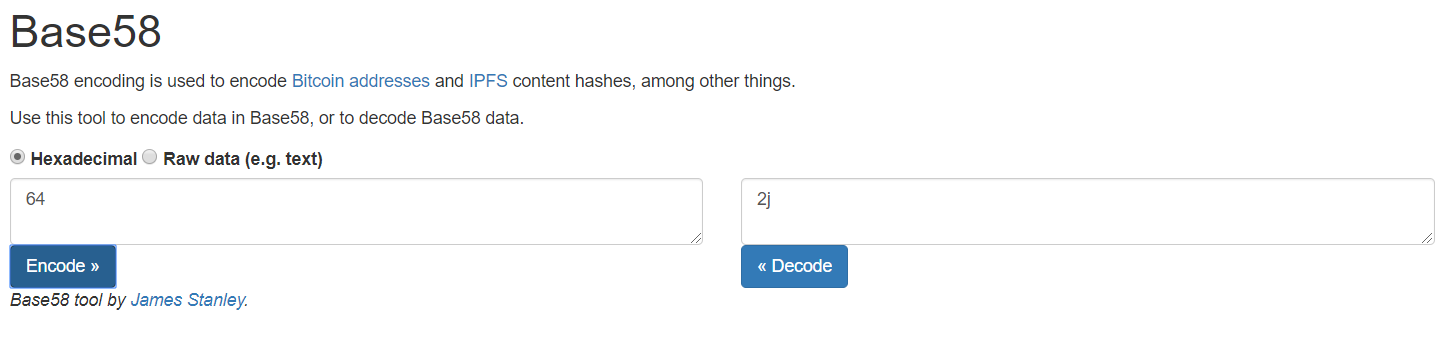 Base58
Base58 encoding is used to encode Bitcoin addresses and IPFS content hashes, among other things.
Use this tool to encode data in Base58, or to decode Base58 data.
Hexadecimal Raw data (e.g. text)
64 2j
Encode » « Decode
Base58 tool by James Stanley.